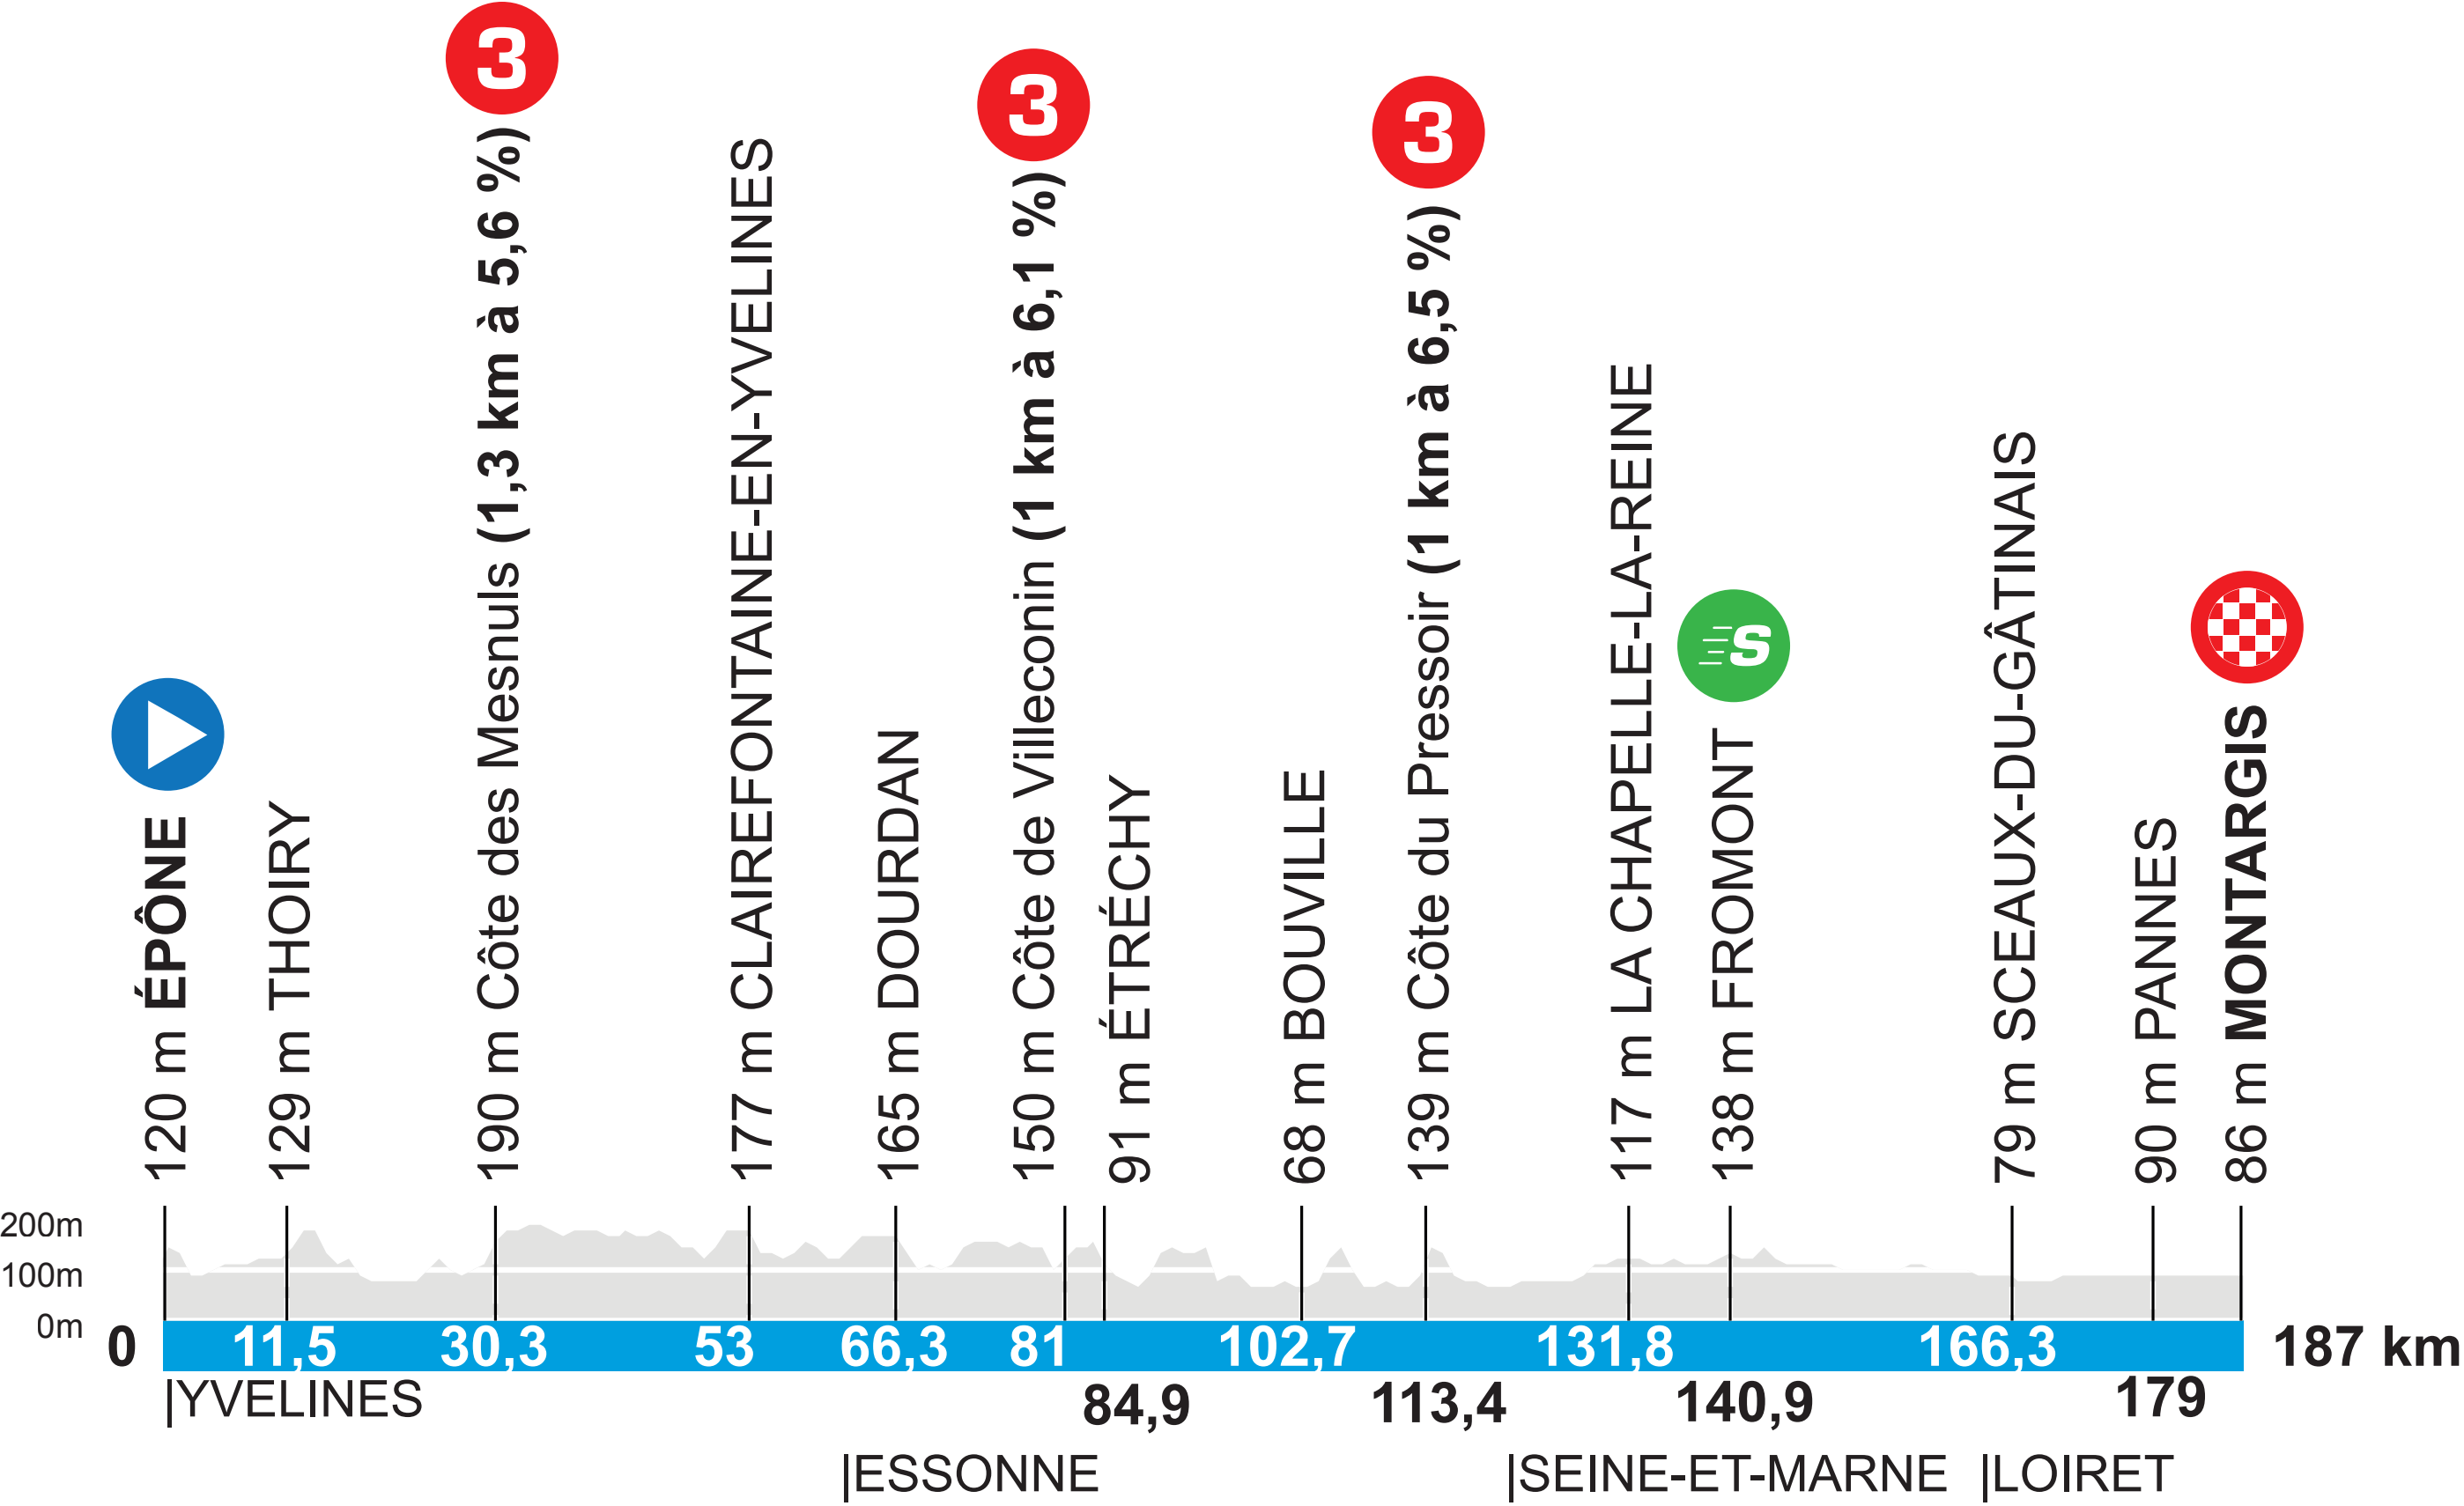 3
3
3
120 m ÉPÔNE
129 m THOIRY
190 m Côte des Mesnuls (1,3 km à 5,6 %)
177 m CLAIREFONTAINE-EN-YVELINES
165 m DOURDAN
150 m Côte de Villeconin (1 km à 6,1 %)
91 m ÉTRÉCHY
68 m BOUVILLE
139 m Côte du Pressoir (1 km à 6,5 %)
117 m LA CHAPELLE-LA-REINE
S
138 m FROMONT
79 m SCEAUX-DU-GÂTINAIS
90 m PANNES
86 m MONTARGIS
200m
100m
0m
0 11,5 30,3 53 66,3 81 102,7 131,8 166,3 187 km
84,9 113,4 140,9 179
|YVELINES
|ESSONNE |SEINE-ET-MARNE |LOIRET